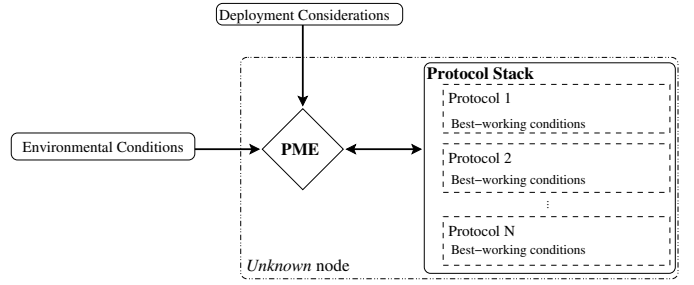 Deployment Considerations
Protocol Stack
Protocol 1
Best−working conditions
Environmental Conditions
PME
Protocol 2
Best−working conditions
...
Protocol N
Best−working conditions
Unknown node